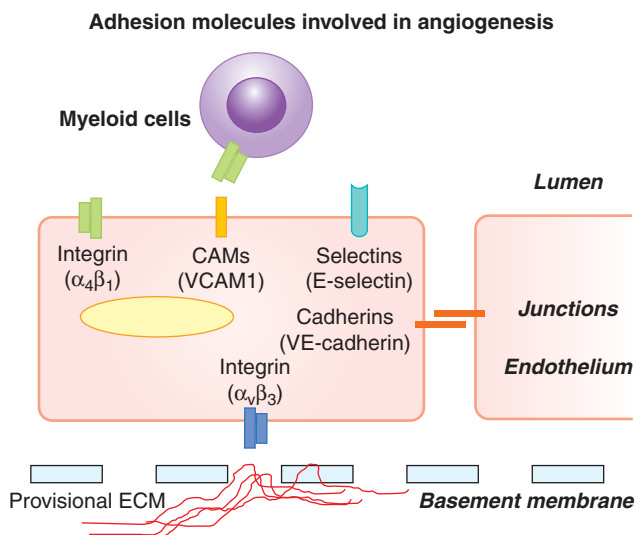 Adhesion molecules involved in angiogenesis
Myeloid cells
Lumen
Integrin
(α₄β₁)
CAMs
(VCAM1)
Selectins
(E-selectin)
Cadherins
(VE-cadherin)
Junctions
Endothelium
Integrin
(αᵥβ₃)
Provisional ECM
Basement membrane